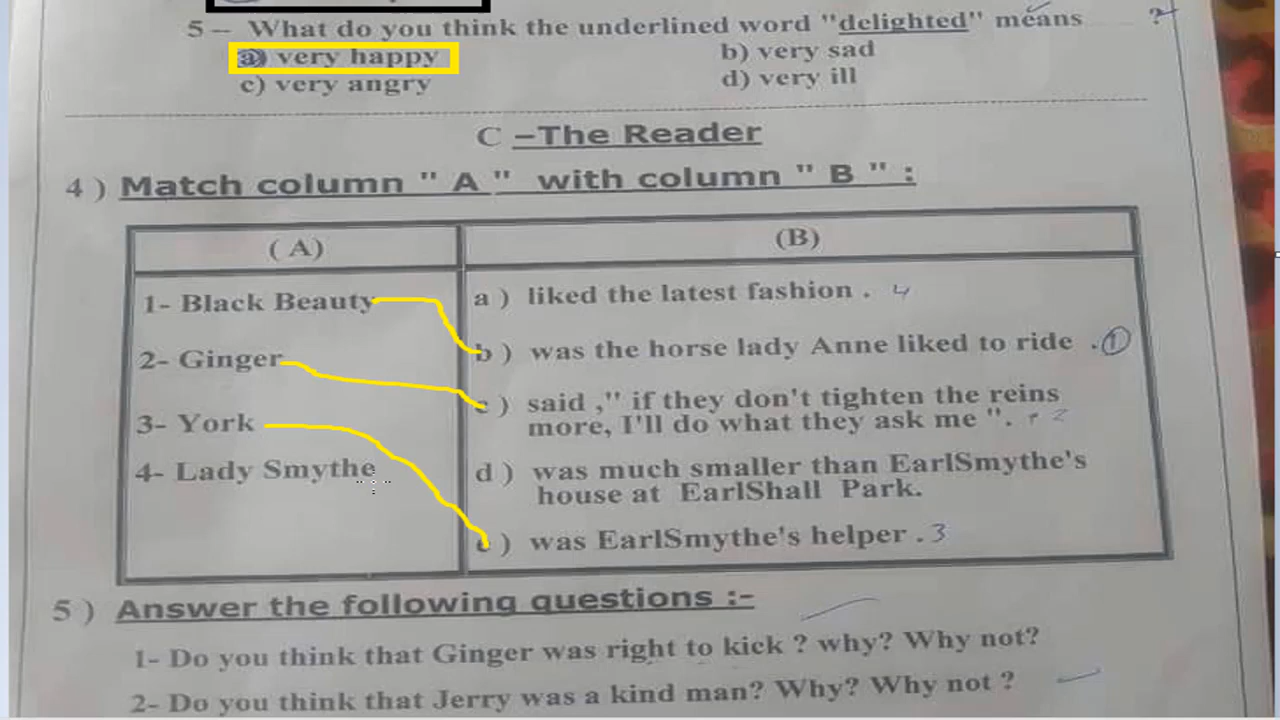 5 – What do you think the underlined word "delighted" means ?
a) very happy b) very sad
c) very angry d) very ill
C –The Reader
4 ) Match column " A " with column " B " :
( A ) (B)
1- Black Beauty a ) liked the latest fashion . 4
2- Ginger b ) was the horse lady Anne liked to ride . 1
3- York c ) said ," if they don't tighten the reins
more, I'll do what they ask me ". 2
4- Lady Smythe d ) was much smaller than EarlSmythe's
house at EarlShall Park.
e ) was EarlSmythe's helper . 3
5 ) Answer the following questions :-
1- Do you think that Ginger was right to kick ? why? Why not?
2- Do you think that Jerry was a kind man? Why? Why not ?